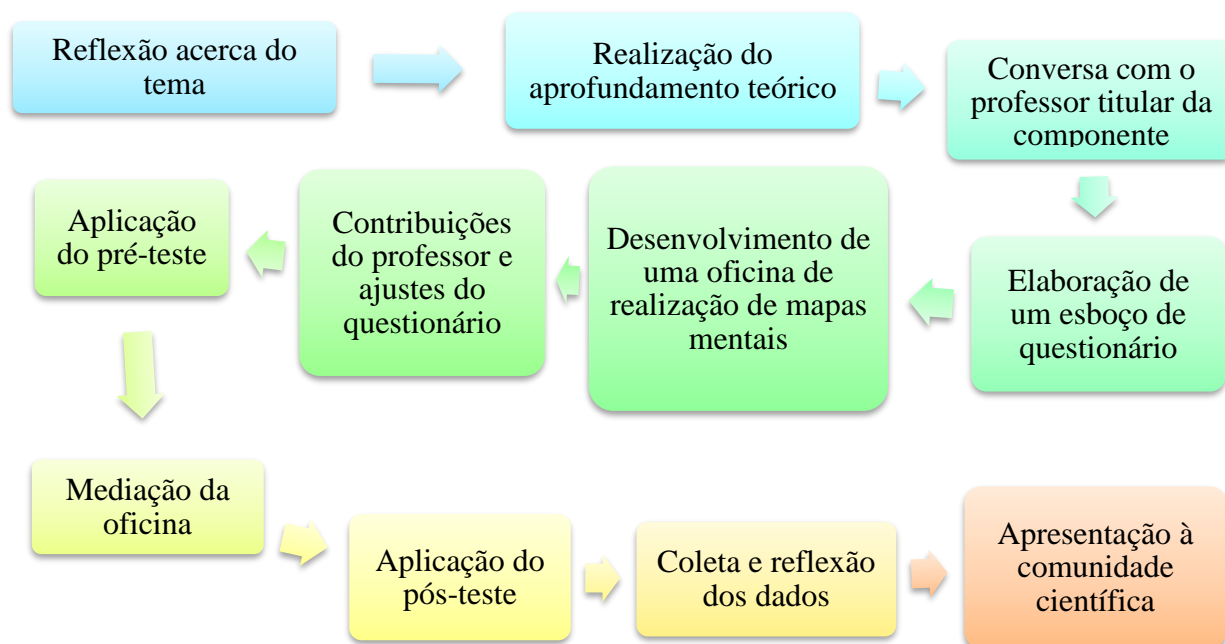 Reflexão acerca do
tema
Realização do
aprofundamento teórico
Conversa com o
professor titular da
componente
Elaboração de
um esboço de
questionário
Desenvolvimento de
uma oficina de
realização de mapas
mentais
Contribuições
do professor e
ajustes do
questionário
Aplicação
do pré-teste
Mediação da
oficina
Aplicação do
pós-teste
Coleta e reflexão
dos dados
Apresentação à
comunidade
científica